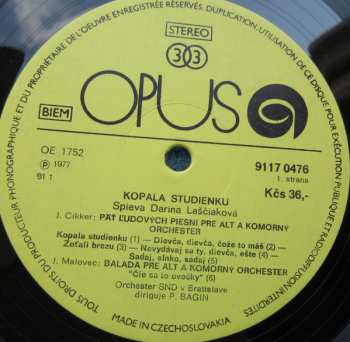 TOUS DROITS DU PRODUCTEUR PHONOGRAPHIQUE ET DU PROPRIÉTAIRE DE L'OEUVRE ENREGISTRÉE RÉSERVÉS. DUPLICATION, UTILISATION DE CE DISQUE POUR EXÉCUTION PUBLIQUE ET RADIODIFFUSION INTERDITES
STEREO
33
BIEM
OPUS
OE 1752
℗ 1977
91 1
9117 0476
1. strana
Kčs 36,-
KOPALA STUDIENKU
Spieva Darina Laščiaková
J. Cikker: PÄŤ ĽUDOVÝCH PIESNÍ PRE ALT A KOMORNÝ
ORCHESTER
Kopala studienku (1) — Dievča, dievča, čože to máš (2) —
Zoťali brezu (3) — Nevydávaj sa ty, dievča, ešte (4) —
Sadaj, slnko, sadaj (5)
J. Malovec: BALADA PRE ALT A KOMORNÝ ORCHESTER
"Čie sa to ovečky" (6)
Orchester SND v Bratislave
diriguje P. BAGIN
MADE IN CZECHOSLOVAKIA